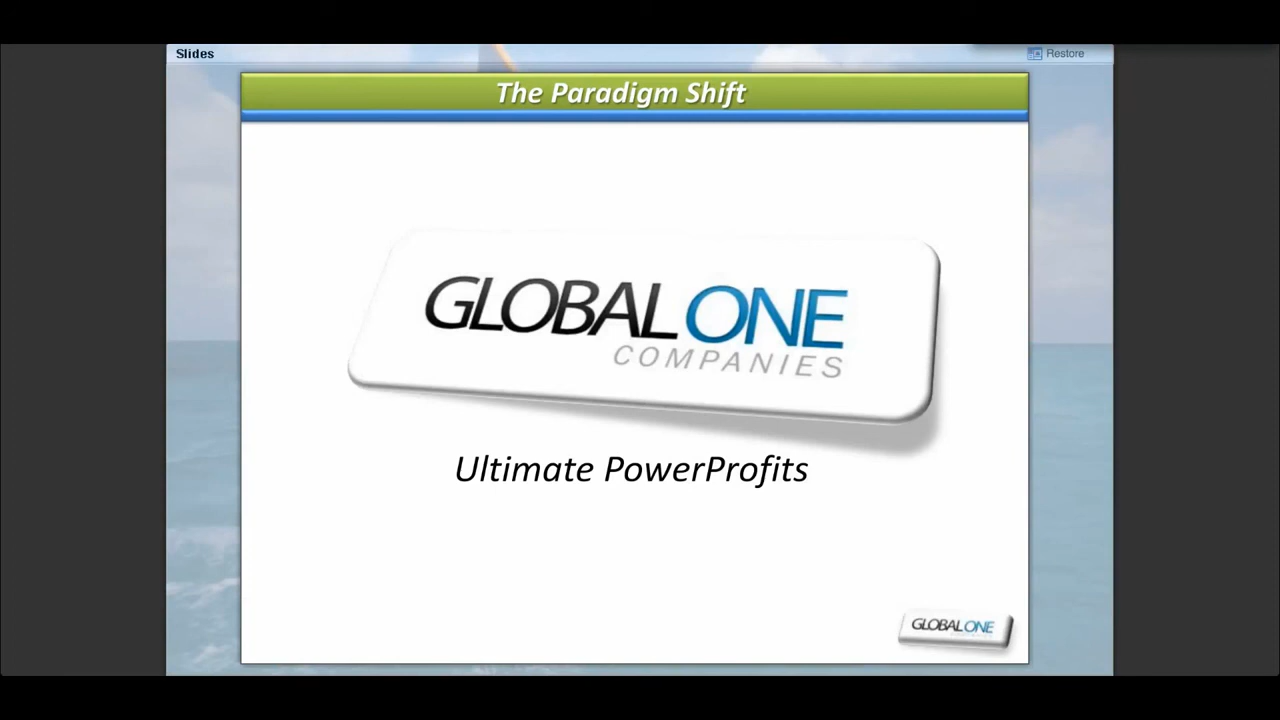 Slides
Restore
The Paradigm Shift
GLOBAL ONE
COMPANIES
Ultimate PowerProfits
GLOBAL ONE